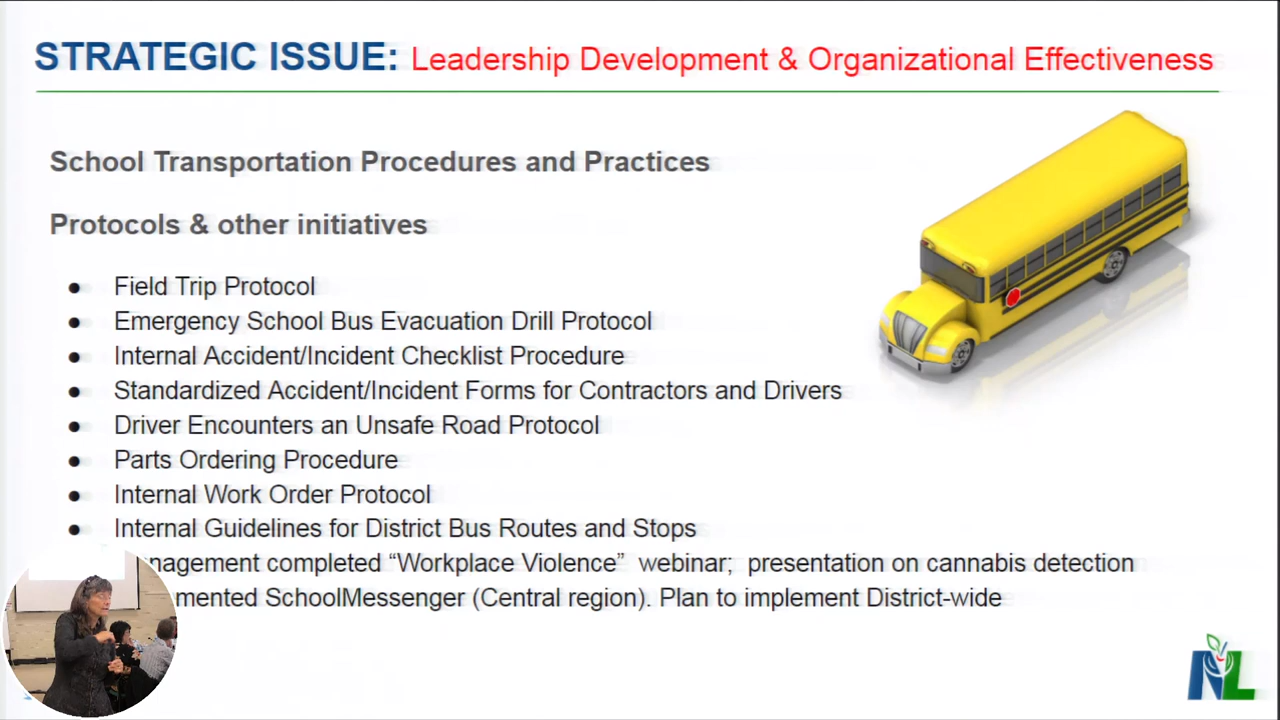 STRATEGIC ISSUE: Leadership Development & Organizational Effectiveness
School Transportation Procedures and Practices
Protocols & other initiatives
● Field Trip Protocol
● Emergency School Bus Evacuation Drill Protocol
● Internal Accident/Incident Checklist Procedure
● Standardized Accident/Incident Forms for Contractors and Drivers
● Driver Encounters an Unsafe Road Protocol
● Parts Ordering Procedure
● Internal Work Order Protocol
● Internal Guidelines for District Bus Routes and Stops
nagement completed “Workplace Violence” webinar; presentation on cannabis detection
mented SchoolMessenger (Central region). Plan to implement District-wide
NL